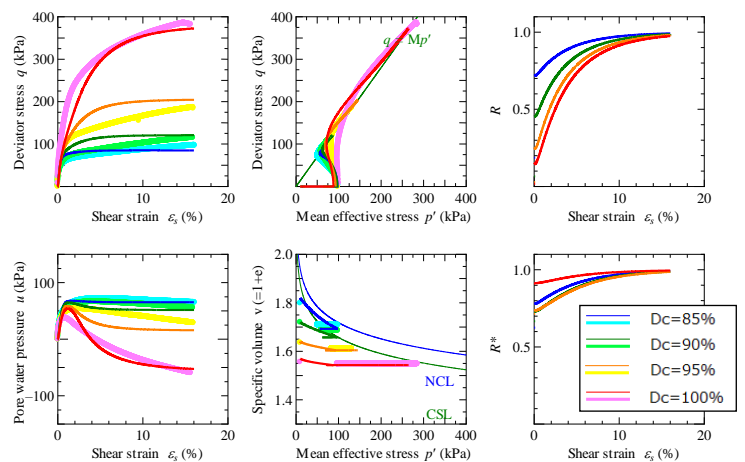 Deviator stress q (kPa)
400
300
200
100
0
10
20
Shear strain εs (%)
Deviator stress q (kPa)
400
300
200
100
q = Mp′
0
100
200
300
400
Mean effective stress p′ (kPa)
R
1.0
0.5
0
10
20
Shear strain εs (%)
Pore water pressure u (kPa)
100
−100
0
10
20
Shear strain εs (%)
Specific volume v (=1+e)
2.0
1.8
1.6
1.4
NCL
CSL
0
100
200
300
400
Mean effective stress p′ (kPa)
R*
1.0
0.5
0
10
20
Shear strain εs (%)
Dc=85%
Dc=90%
Dc=95%
Dc=100%